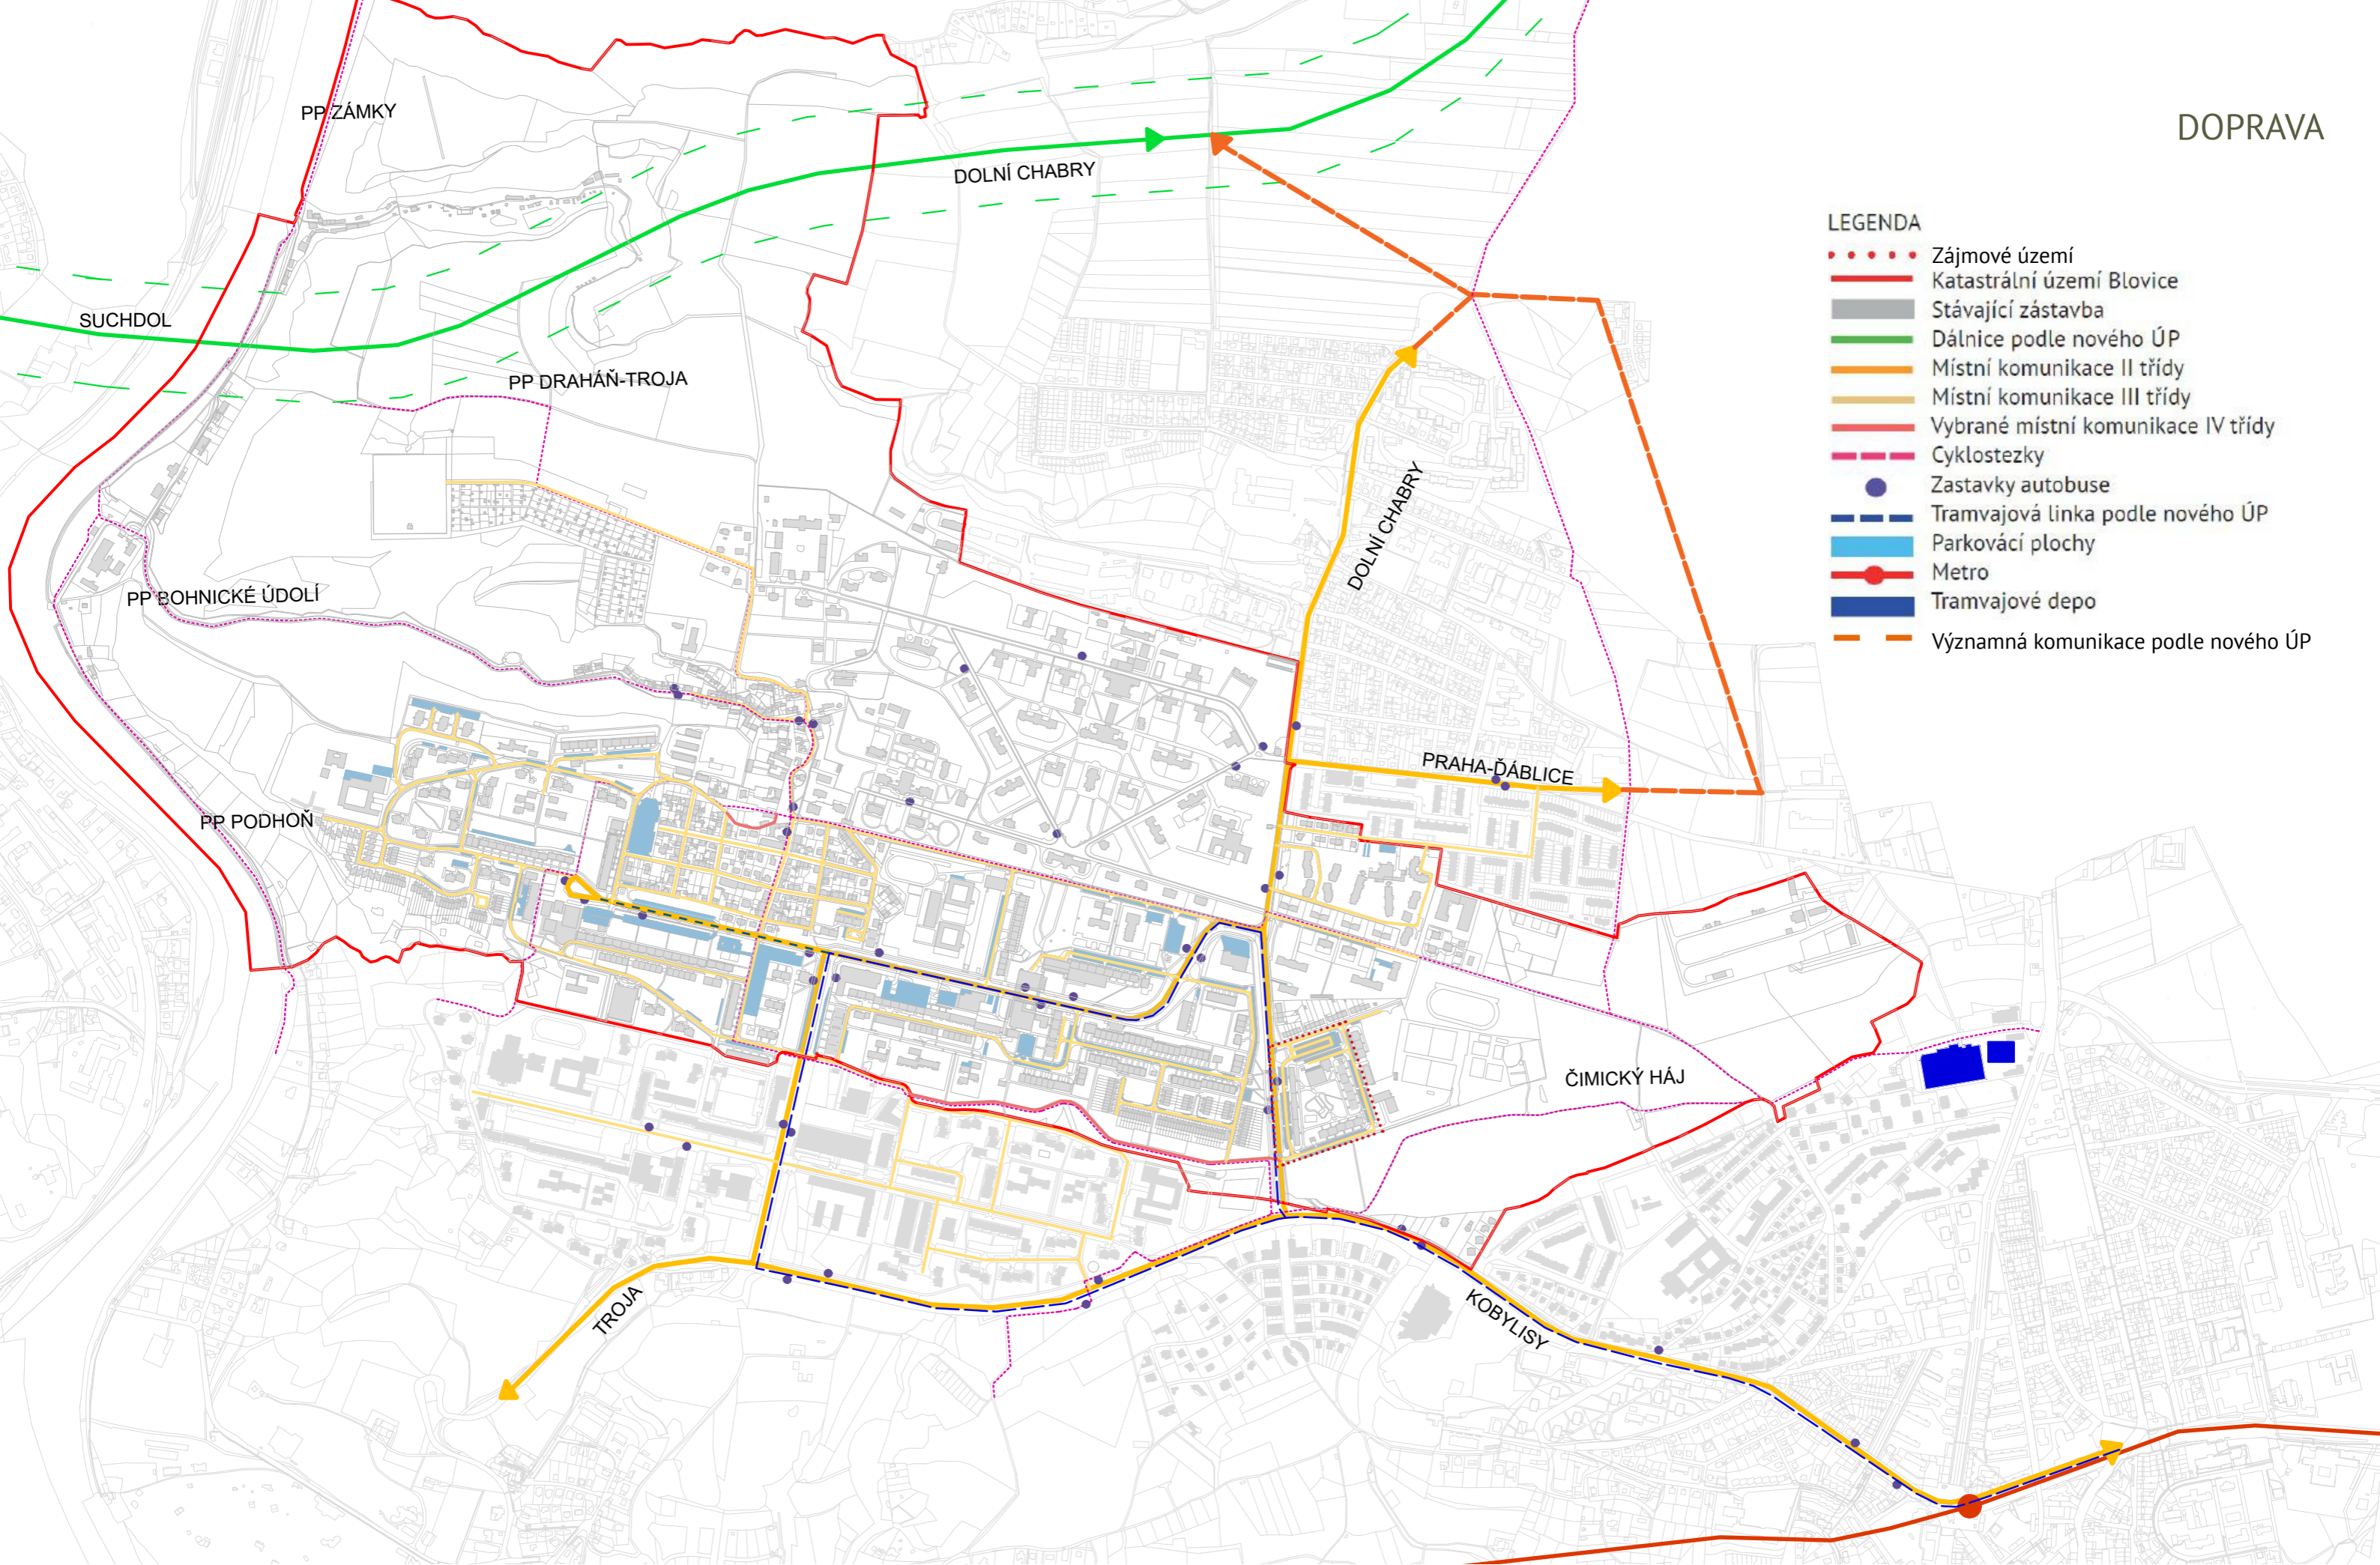 DOPRAVA
LEGENDA
Zájmové území
Katastrální území Blovice
Stávající zástavba
Dálnice podle nového ÚP
Místní komunikace II třídy
Místní komunikace III třídy
Vybrané místní komunikace IV třídy
Cyklostezky
Zastavky autobuse
Tramvajová linka podle nového ÚP
Parkovácí plochy
Metro
Tramvajové depo
Významná komunikace podle nového ÚP
PP ZÁMKY
DOLNÍ CHABRY
SUCHDOL
PP DRAHÁŇ-TROJA
DOLNÍ CHABRY
PP BOHNICKÉ ÚDOLÍ
PRAHA-ĎÁBLICE
PP PODHOŇ
ČIMICKÝ HÁJ
TROJA
KOBYLISY